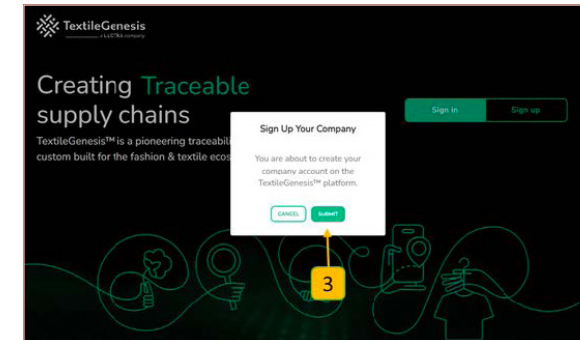 TextileGenesis
a LECTRA company
Creating Traceable
supply chains
TextileGenesis™ is a pioneering traceabili
custom built for the fashion & textile ecos
Sign in
Sign up
Sign Up Your Company
You are about to create your
company account on the
TextileGenesis™ platform.
CANCEL
SUBMIT
3